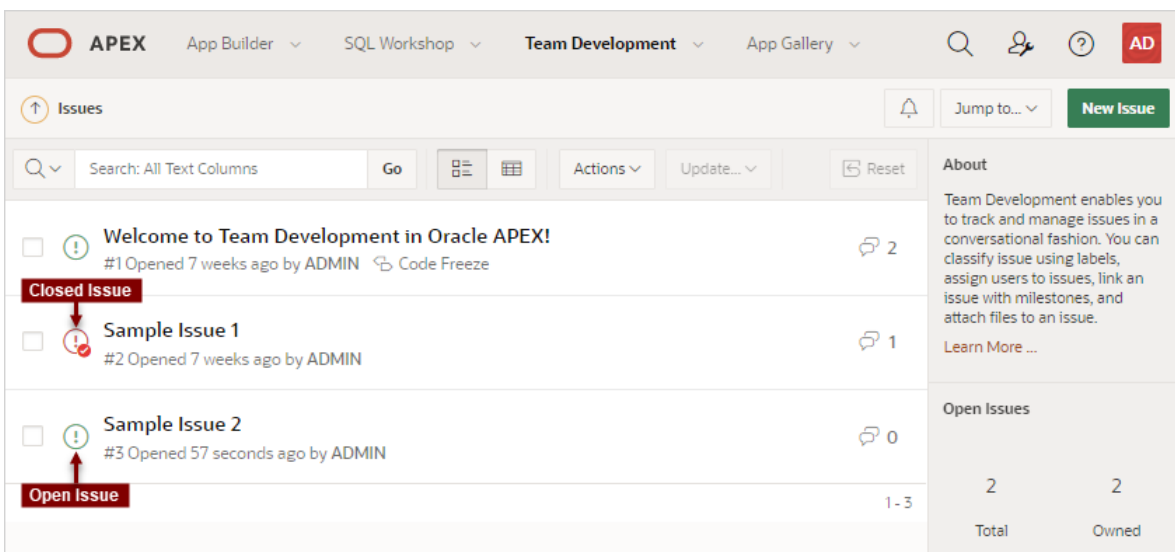 APEX App Builder SQL Workshop Team Development App Gallery AD
Issues Jump to... New Issue
Search: All Text Columns Go Actions Update... Reset
Welcome to Team Development in Oracle APEX!
#1 Opened 7 weeks ago by ADMIN Code Freeze
2
Closed Issue
Sample Issue 1
#2 Opened 7 weeks ago by ADMIN
1
Sample Issue 2
#3 Opened 57 seconds ago by ADMIN
0
Open Issue
1 - 3
About
Team Development enables you
to track and manage issues in a
conversational fashion. You can
classify issue using labels,
assign users to issues, link an
issue with milestones, and
attach files to an issue.
Learn More ...
Open Issues
2 2
Total Owned